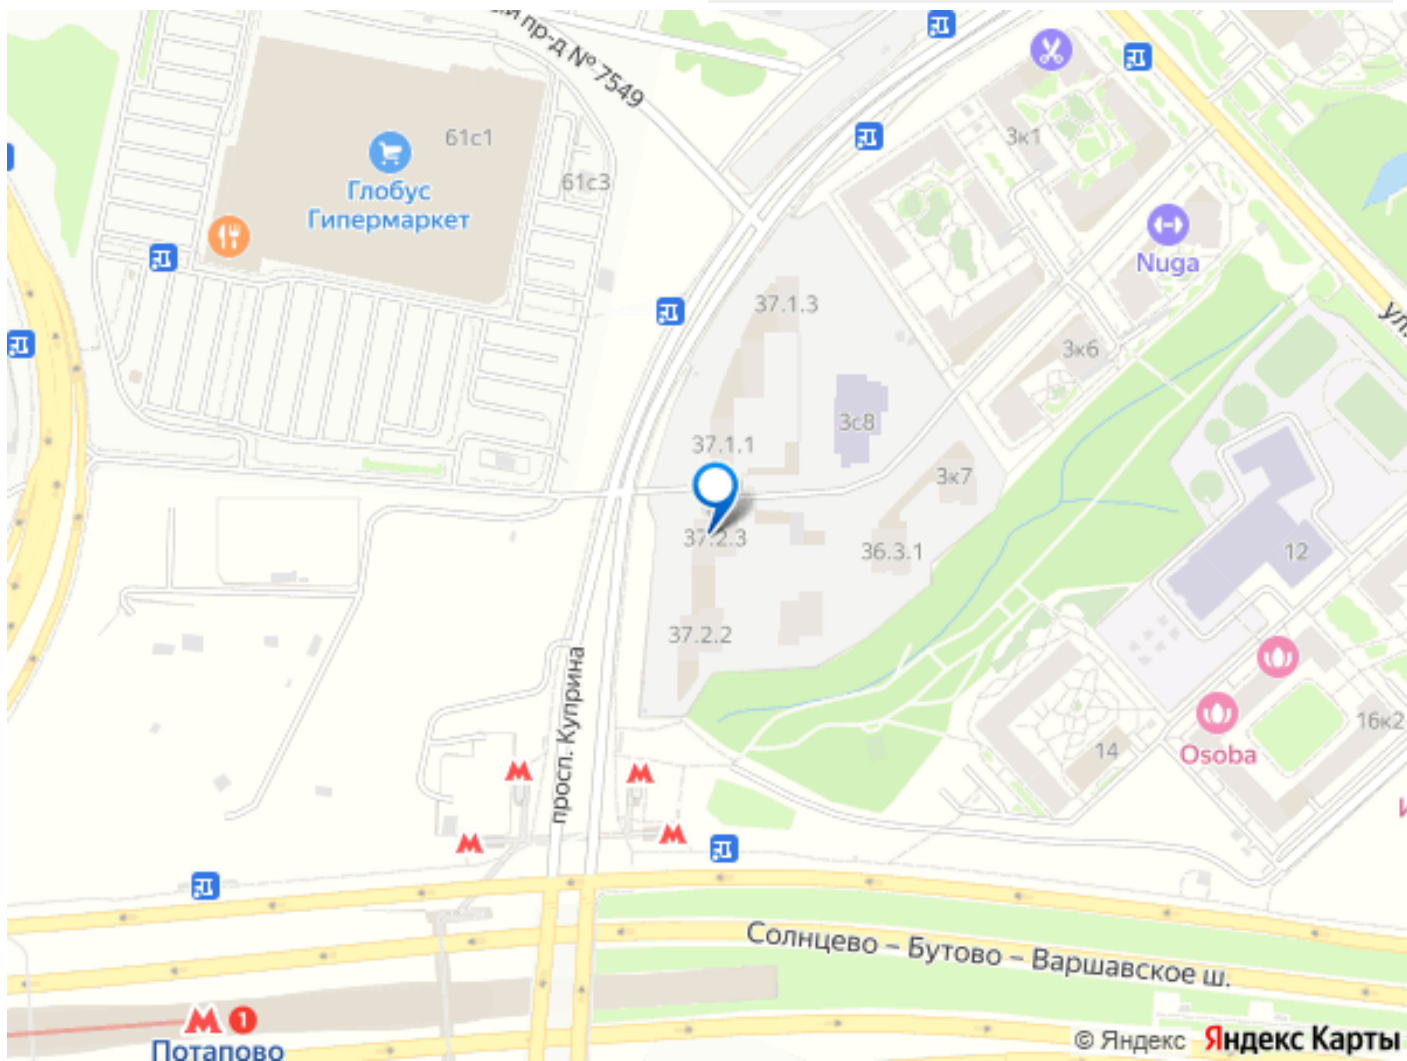 й пр-д № 7549
61с1
Глобус
Гипермаркет
61с3
3к1
Nuga
37.1.3
ул.
3к6
3с8
37.1.1
3к7
37.2.3
36.3.1
12
37.2.2
просп. Куприна
16к2
14
Osoba
Солнцево – Бутово – Варшавское ш.
1
Потапово
© Яндекс Яндекс Карты